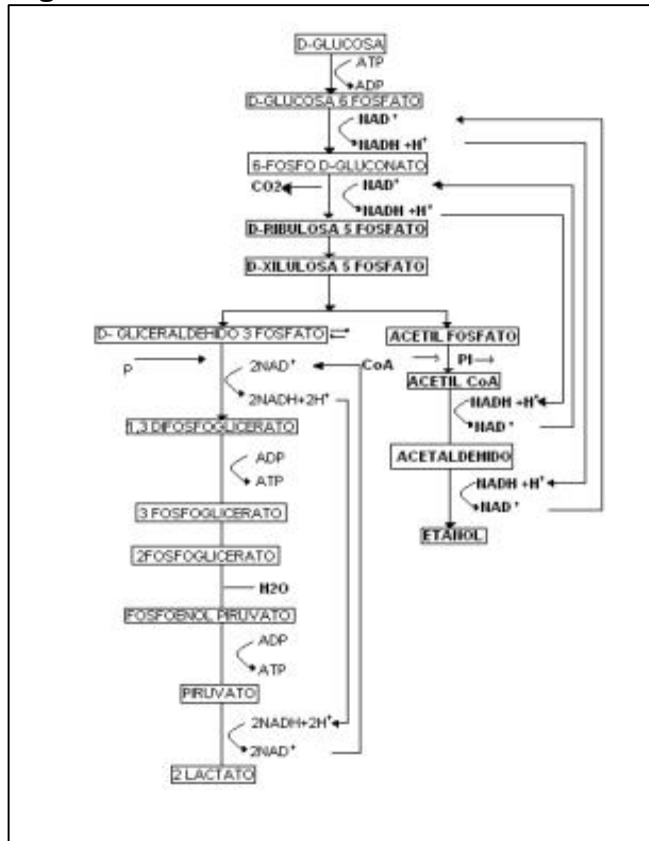 D-GLUCOSA
ATP
ADP
D-GLUCOSA 6 FOSFATO
NAD+
NADH +H+
6-FOSFO D-GLUCONATO
CO2
NAD+
NADH +H+
D-RIBULOSA 5 FOSFATO
D-XILULOSA 5 FOSFATO
D- GLICERALDEHIDO 3 FOSFATO
P
2NAD+
2NADH+2H+
1,3 DIFOSFOGLICERATO
ADP
ATP
3 FOSFOGLICERATO
2FOSFOGLICERATO
H2O
FOSFOENOL PIRUVATO
ADP
ATP
PIRUVATO
2NADH+2H+
2NAD+
2 LACTATO
ACETIL FOSFATO
CoA
PI
ACETIL CoA
NADH +H+
NAD+
ACETALDEHIDO
NADH +H+
NAD+
ETANOL